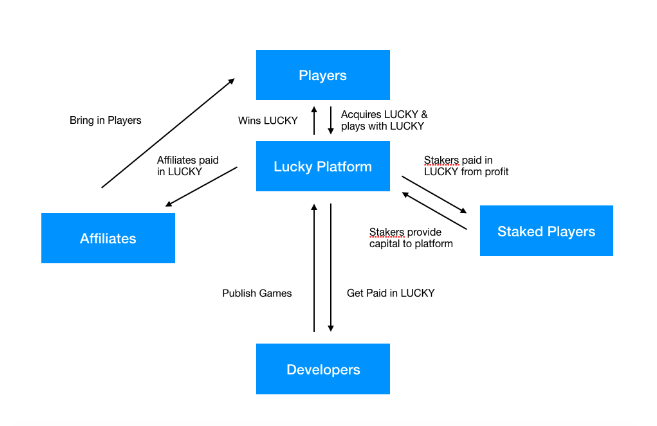 Players
Bring in Players
Wins LUCKY
Acquires LUCKY &
plays with LUCKY
Affiliates paid
in LUCKY
Lucky Platform
Stakers paid in
LUCKY from profit
Affiliates
Stakers provide
capital to platform
Staked Players
Publish Games
Get Paid in LUCKY
Developers